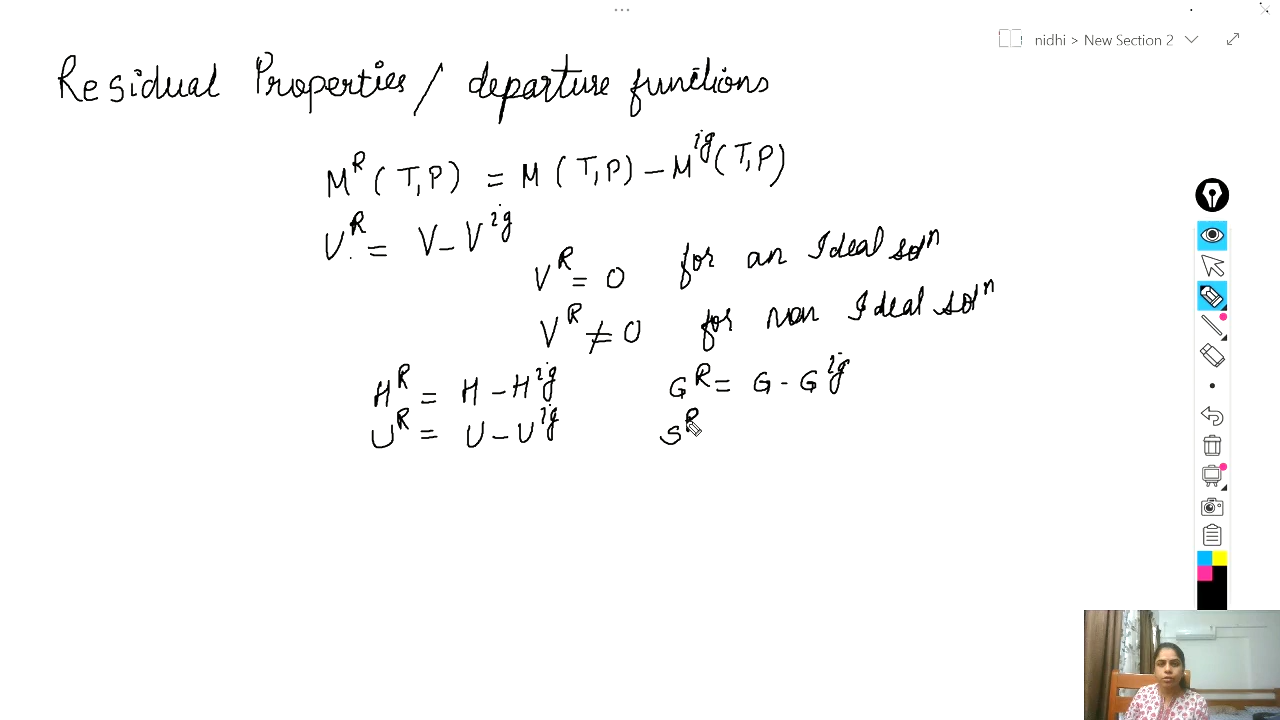 nidhi > New Section 2
Residual Properties / departure functions
M^R (T,P) = M (T,P) - M^ig (T,P)
V^R = V - V^ig
V^R = 0 for an Ideal sol^n
V^R ≠ 0 for non Ideal sol^n
H^R = H - H^ig G^R = G - G^ig
U^R = U - U^ig S^R